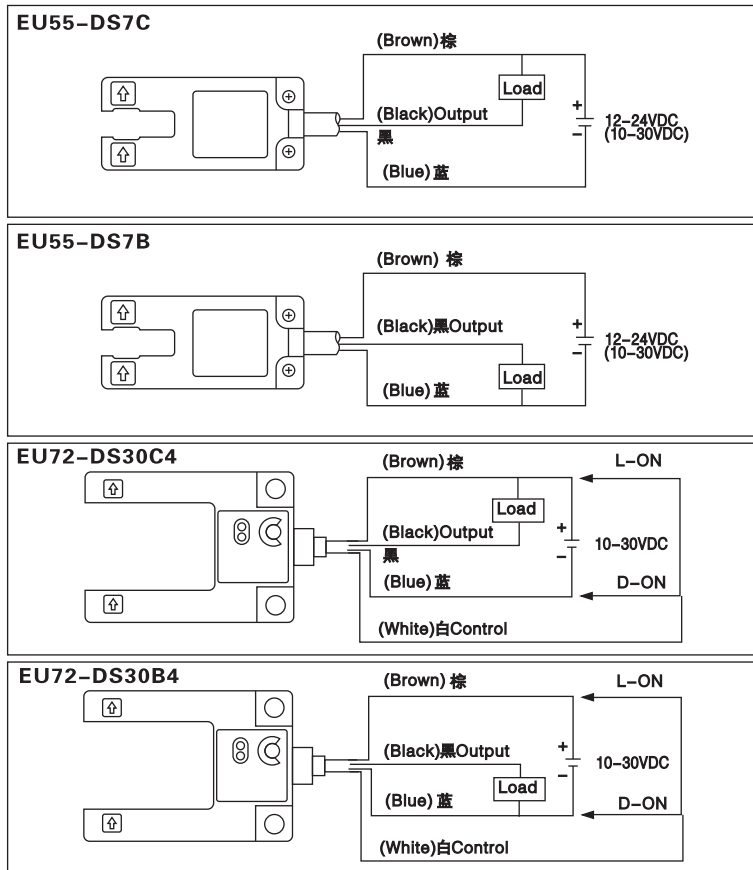 EU55-DS7C
(Brown)棕
Load
(Black)Output
黑
+
12-24VDC
-
(10-30VDC)
(Blue)蓝
EU55-DS7B
(Brown) 棕
(Black)黑Output
+
12-24VDC
-
(10-30VDC)
Load
(Blue)蓝
EU72-DS30C4
(Brown)棕
L-ON
Load
(Black)Output
黑
+
10-30VDC
-
(Blue)蓝
D-ON
(White)白Control
EU72-DS30B4
(Brown)棕
L-ON
(Black)黑Output
+
10-30VDC
-
Load
(Blue)蓝
D-ON
(White)白Control